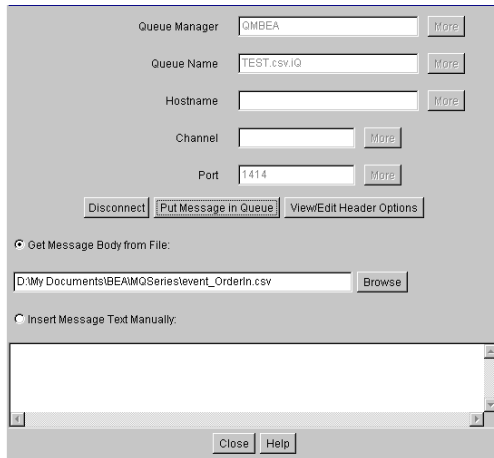 Queue Manager QMBEA More
Queue Name TEST.csv.iQ More
Hostname More
Channel More
Port 1414 More
Disconnect Put Message in Queue View/Edit Header Options
Get Message Body from File:
D:\My Documents\BEA\MQSeries\event_OrderIn.csv Browse
Insert Message Text Manually:
Close Help